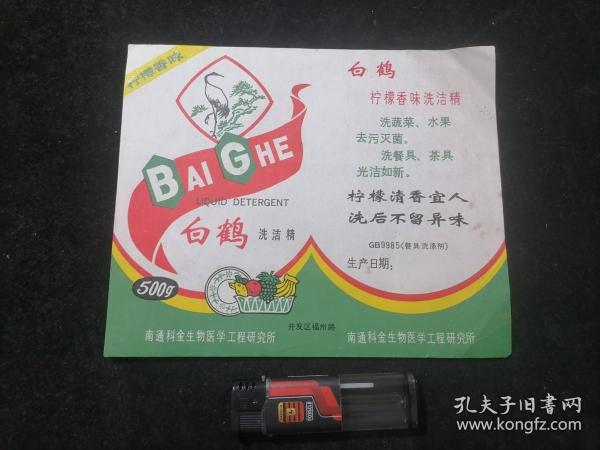 柠檬香味
BAI GHE
LIQUID DETERGENT
白鹤 洗洁精
500g
南通科金生物医学工程研究所
白鹤
柠檬香味洗洁精
洗蔬菜、水果
去污灭菌。
洗餐具、茶具
光洁如新。
柠檬清香宜人
洗后不留异味
GB9985(餐具洗涤剂)
生产日期:
开发区福州路
南通科金生物医学工程研究所
孔夫子旧书网
www.kongfz.com